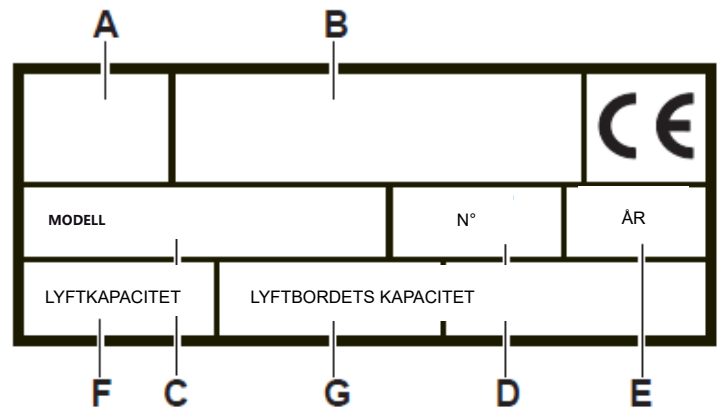 A B
CE
MODELL N° ÅR
LYFTKAPACITET LYFTBORDETS KAPACITET
F C G D E